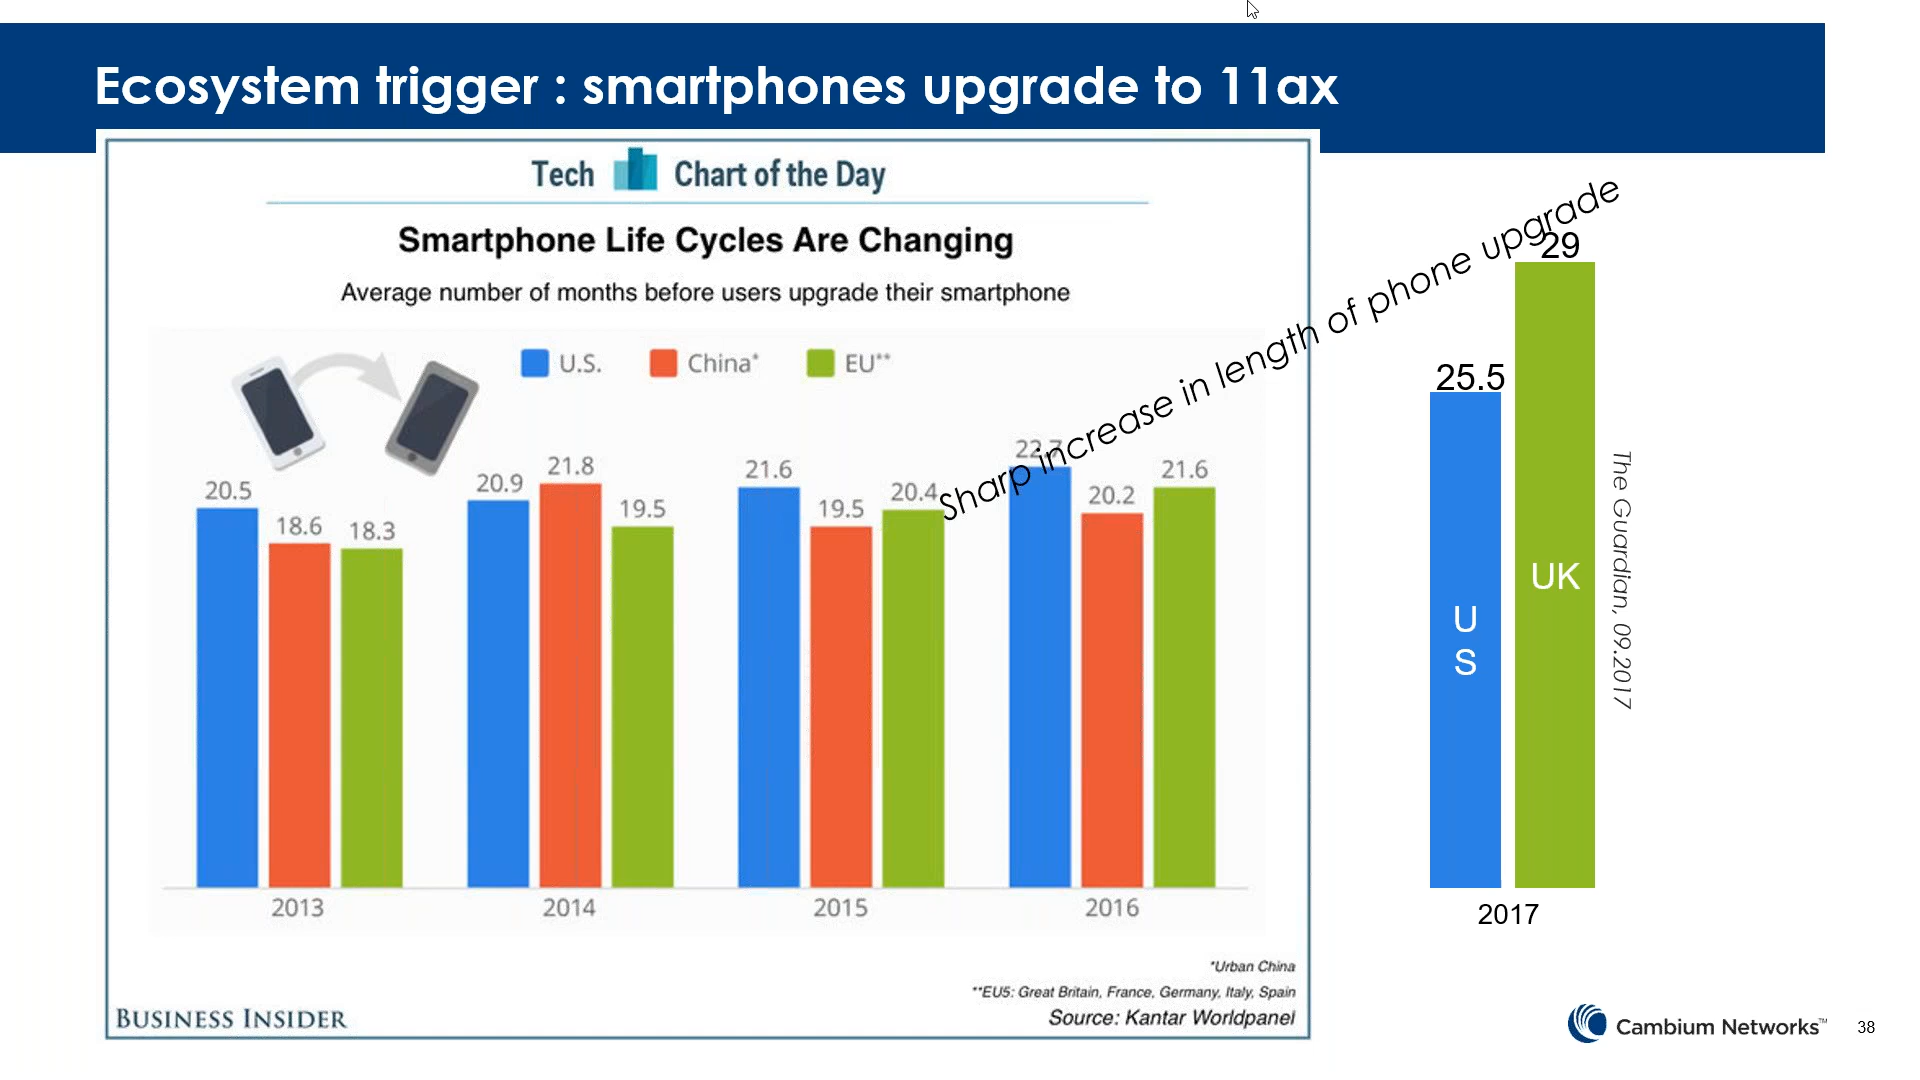 Ecosystem trigger : smartphones upgrade to 11ax
Tech Chart of the Day
Smartphone Life Cycles Are Changing
Average number of months before users upgrade their smartphone
U.S. China* EU**
20.5 18.6 18.3
20.9 21.8 19.5
21.6 19.5 20.4
22.7 20.2 21.6
2013 2014 2015 2016
*Urban China
**EU5: Great Britain, France, Germany, Italy, Spain
Source: Kantar Worldpanel
BUSINESS INSIDER
Sharp increase in length of phone upgrade
25.5
29
U
S
UK
2017
The Guardian, 09.2017
Cambium Networks™
38